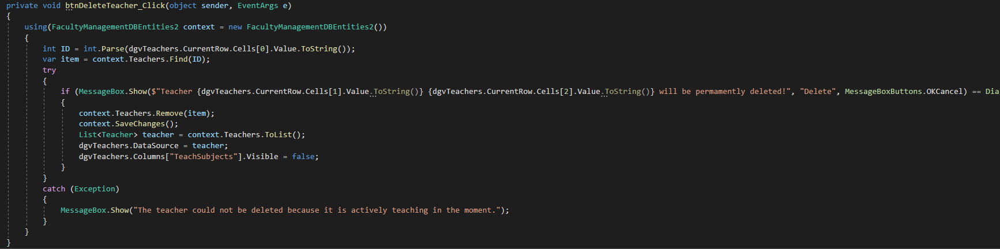 private void btnDeleteTeacher_Click(object sender, EventArgs e)
{
using(FacultyManagementDBEntities2 context = new FacultyManagementDBEntities2())
{
int ID = int.Parse(dgvTeachers.CurrentRow.Cells[0].Value.ToString());
var item = context.Teachers.Find(ID);
try
{
if (MessageBox.Show($"Teacher {dgvTeachers.CurrentRow.Cells[1].Value.ToString()} {dgvTeachers.CurrentRow.Cells[2].Value.ToString()} will be permamently deleted!", "Delete", MessageBoxButtons.OKCancel) == Dia
{
context.Teachers.Remove(item);
context.SaveChanges();
List<Teacher> teacher = context.Teachers.ToList();
dgvTeachers.DataSource = teacher;
dgvTeachers.Columns["TeachSubjects"].Visible = false;
}
}
catch (Exception)
{
MessageBox.Show("The teacher could not be deleted because it is actively teaching in the moment.");
}
}
}